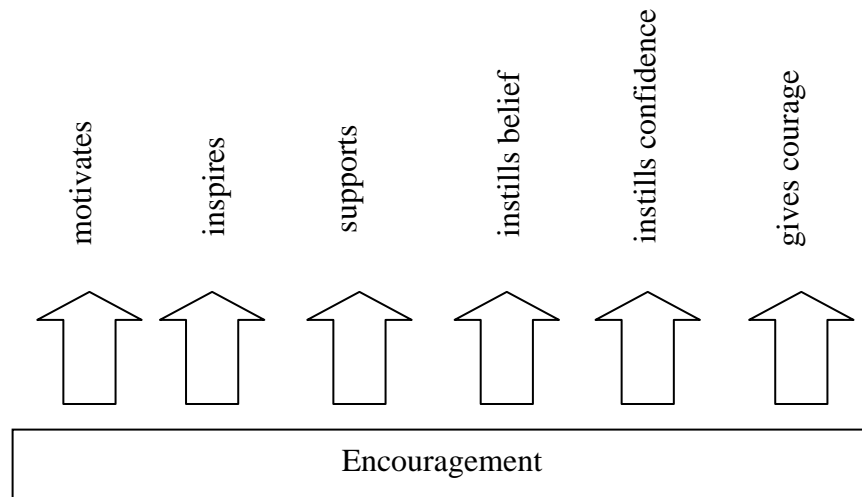 motivates
inspires
supports
instills belief
instills confidence
gives courage
Encouragement